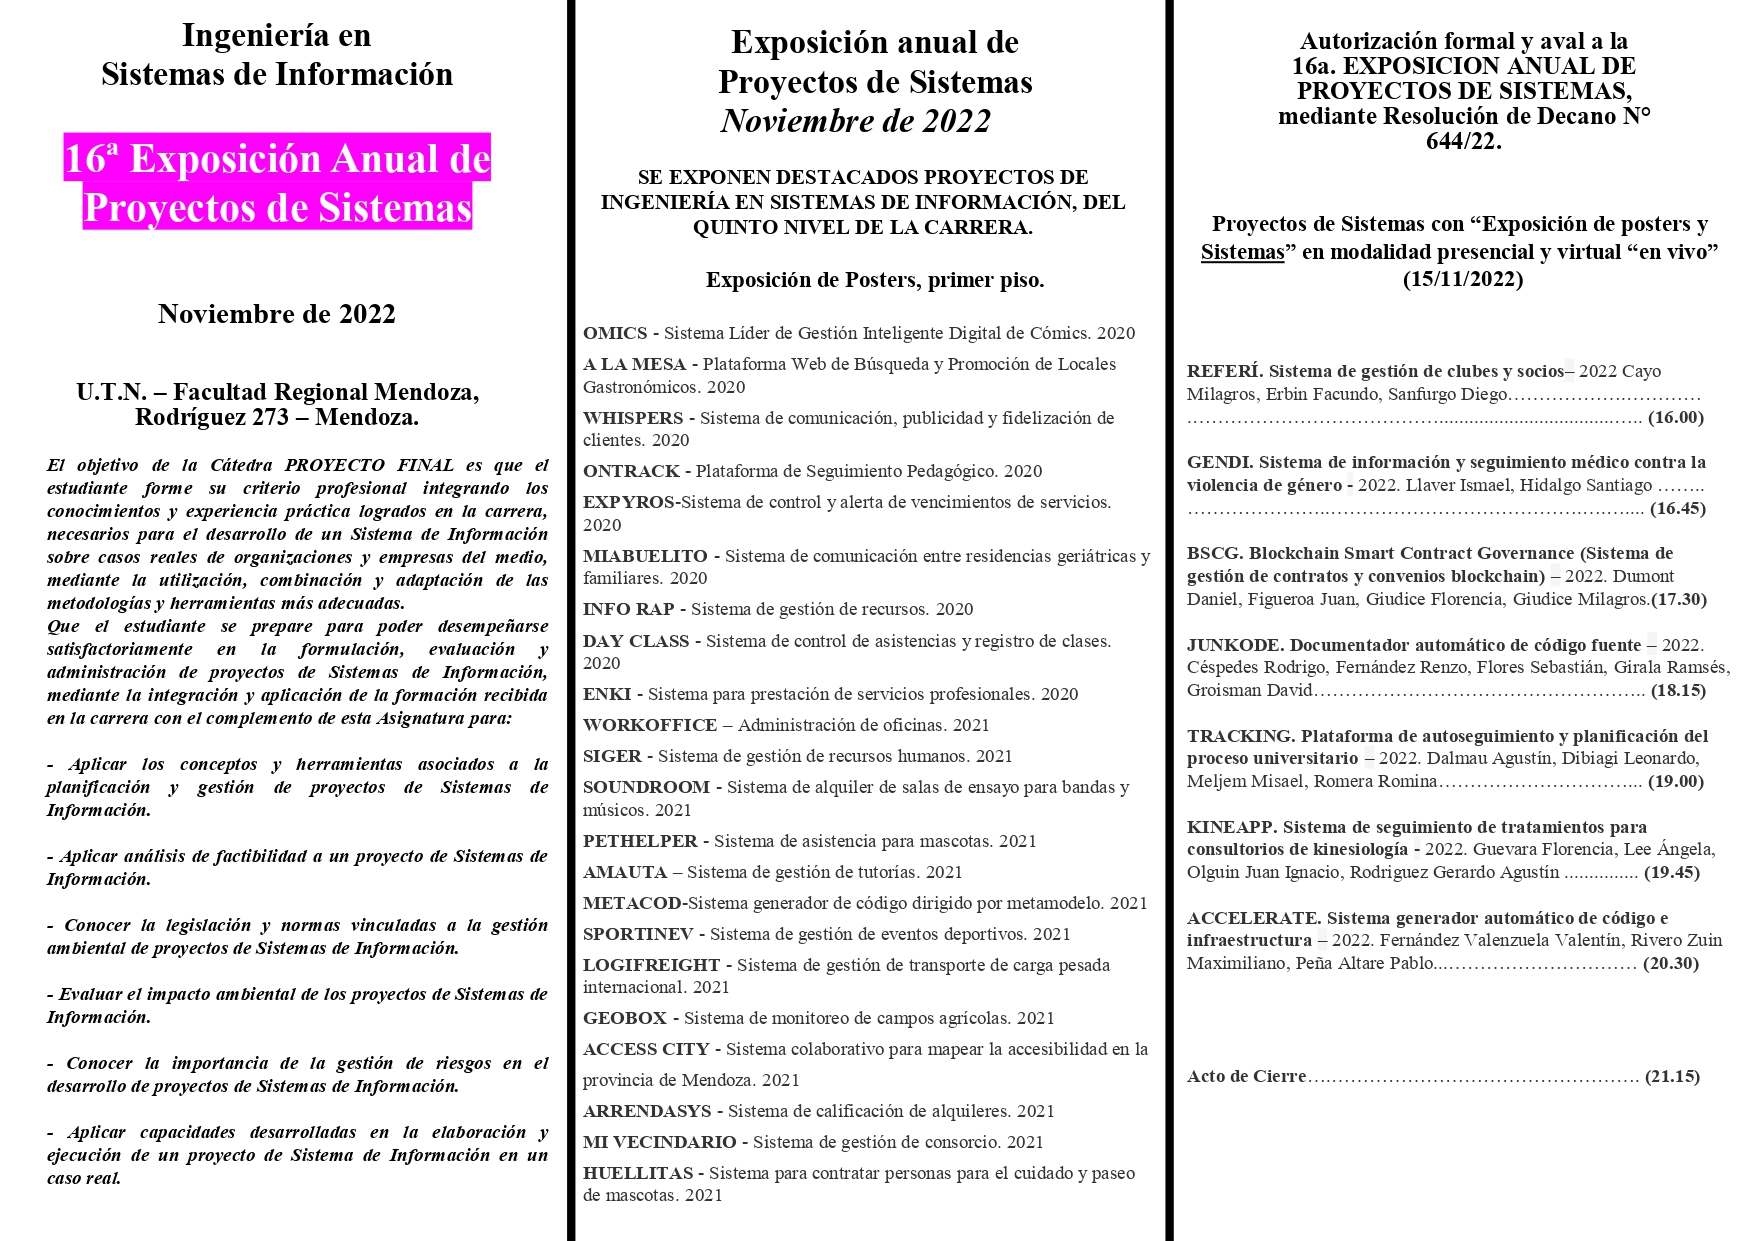 Ingeniería en
Sistemas de Información
16ª Exposición Anual de
Proyectos de Sistemas
Noviembre de 2022
U.T.N. – Facultad Regional Mendoza,
Rodríguez 273 – Mendoza.
El objetivo de la Cátedra PROYECTO FINAL es que el
estudiante forme su criterio profesional integrando los
conocimientos y experiencia práctica logrados en la carrera,
necesarios para el desarrollo de un Sistema de Información
sobre casos reales de organizaciones y empresas del medio,
mediante la utilización, combinación y adaptación de las
metodologías y herramientas más adecuadas.
Que el estudiante se prepare para poder desempeñarse
satisfactoriamente en la formulación, evaluación y
administración de proyectos de Sistemas de Información,
mediante la integración y aplicación de la formación recibida
en la carrera con el complemento de esta Asignatura para:
- Aplicar los conceptos y herramientas asociados a la
planificación y gestión de proyectos de Sistemas de
Información.
- Aplicar análisis de factibilidad a un proyecto de Sistemas de
Información.
- Conocer la legislación y normas vinculadas a la gestión
ambiental de proyectos de Sistemas de Información.
- Evaluar el impacto ambiental de los proyectos de Sistemas de
Información.
- Conocer la importancia de la gestión de riesgos en el
desarrollo de proyectos de Sistemas de Información.
- Aplicar capacidades desarrolladas en la elaboración y
ejecución de un proyecto de Sistema de Información en un
caso real.
Exposición anual de
Proyectos de Sistemas
Noviembre de 2022
SE EXPONEN DESTACADOS PROYECTOS DE
INGENIERÍA EN SISTEMAS DE INFORMACIÓN, DEL
QUINTO NIVEL DE LA CARRERA.
Exposición de Posters, primer piso.
OMICS - Sistema Líder de Gestión Inteligente Digital de Cómics. 2020
A LA MESA - Plataforma Web de Búsqueda y Promoción de Locales
Gastronómicos. 2020
WHISPERS - Sistema de comunicación, publicidad y fidelización de
clientes. 2020
ONTRACK - Plataforma de Seguimiento Pedagógico. 2020
EXPYROS-Sistema de control y alerta de vencimientos de servicios.
2020
MIABUELITO - Sistema de comunicación entre residencias geriátricas y
familiares. 2020
INFO RAP - Sistema de gestión de recursos. 2020
DAY CLASS - Sistema de control de asistencias y registro de clases.
2020
ENKI - Sistema para prestación de servicios profesionales. 2020
WORKOFFICE – Administración de oficinas. 2021
SIGER - Sistema de gestión de recursos humanos. 2021
SOUNDROOM - Sistema de alquiler de salas de ensayo para bandas y
músicos. 2021
PETHELPER - Sistema de asistencia para mascotas. 2021
AMAUTA – Sistema de gestión de tutorías. 2021
METACOD-Sistema generador de código dirigido por metamodelo. 2021
SPORTINEV - Sistema de gestión de eventos deportivos. 2021
LOGIFREIGHT - Sistema de gestión de transporte de carga pesada
internacional. 2021
GEOBOX - Sistema de monitoreo de campos agrícolas. 2021
ACCESS CITY - Sistema colaborativo para mapear la accesibilidad en la
provincia de Mendoza. 2021
ARRENDASYS - Sistema de calificación de alquileres. 2021
MI VECINDARIO - Sistema de gestión de consorcio. 2021
HUELLITAS - Sistema para contratar personas para el cuidado y paseo
de mascotas. 2021
Autorización formal y aval a la
16a. EXPOSICION ANUAL DE
PROYECTOS DE SISTEMAS,
mediante Resolución de Decano N°
644/22.
Proyectos de Sistemas con “Exposición de posters y
Sistemas” en modalidad presencial y virtual “en vivo”
(15/11/2022)
REFERÍ. Sistema de gestión de clubes y socios– 2022 Cayo
Milagros, Erbin Facundo, Sanfurgo Diego……………….…………
.…………………………………..................................….. (16.00)
GENDI. Sistema de información y seguimiento médico contra la
violencia de género - 2022. Llaver Ismael, Hidalgo Santiago ……..
…………………..………………………………….…….... (16.45)
BSCG. Blockchain Smart Contract Governance (Sistema de
gestión de contratos y convenios blockchain) – 2022. Dumont
Daniel, Figueroa Juan, Giudice Florencia, Giudice Milagros.(17.30)
JUNKODE. Documentador automático de código fuente – 2022.
Céspedes Rodrigo, Fernández Renzo, Flores Sebastián, Girala Ramsés,
Groisman David…………………………………………….. (18.15)
TRACKING. Plataforma de autoseguimiento y planificación del
proceso universitario – 2022. Dalmau Agustín, Dibiagi Leonardo,
Meljem Misael, Romera Romina…………………………... (19.00)
KINEAPP. Sistema de seguimiento de tratamientos para
consultorios de kinesiología - 2022. Guevara Florencia, Lee Ángela,
Olguin Juan Ignacio, Rodriguez Gerardo Agustín ............... (19.45)
ACCELERATE. Sistema generador automático de código e
infraestructura – 2022. Fernández Valenzuela Valentín, Rivero Zuin
Maximiliano, Peña Altare Pablo...………………………… (20.30)
Acto de Cierre….…………………………………………. (21.15)